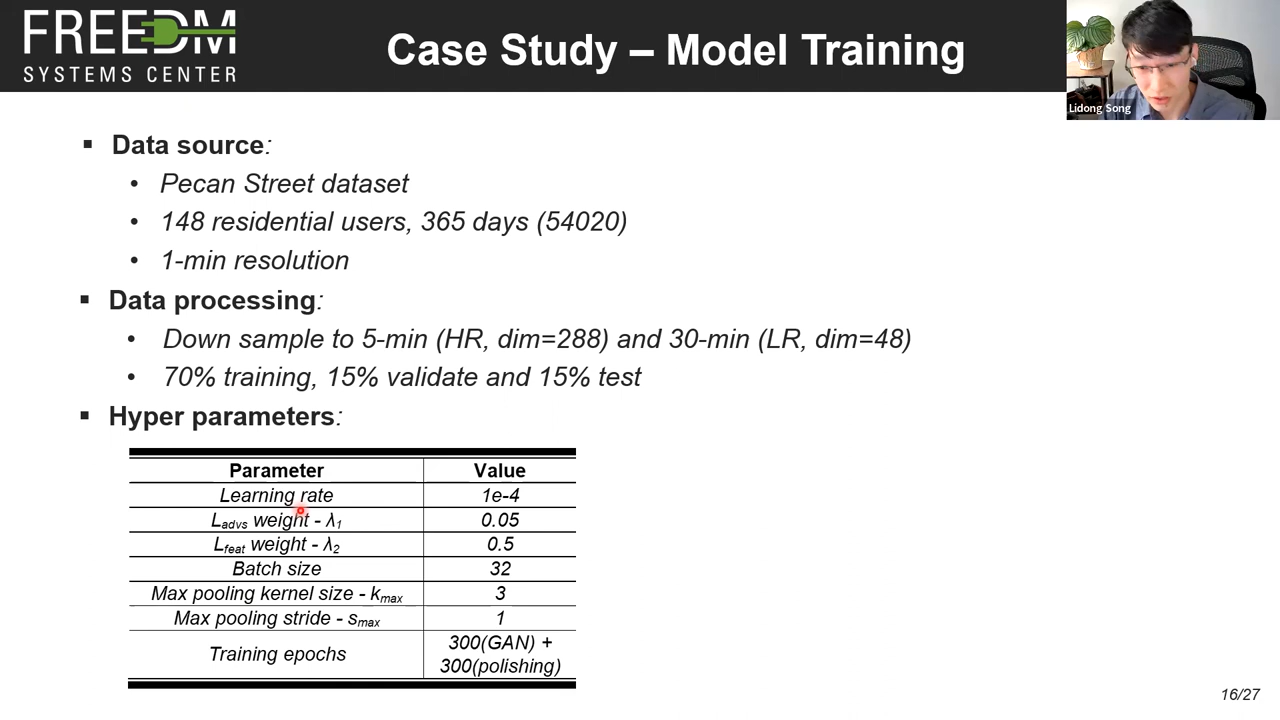 FREEDM
SYSTEMS CENTER
Case Study – Model Training
Lidong Song
Data source:
Pecan Street dataset
148 residential users, 365 days (54020)
1-min resolution
Data processing:
Down sample to 5-min (HR, dim=288) and 30-min (LR, dim=48)
70% training, 15% validate and 15% test
Hyper parameters:
Parameter Value
Learning rate 1e-4
Ladvs weight - λ1 0.05
Lfeat weight - λ2 0.5
Batch size 32
Max pooling kernel size - kmax 3
Max pooling stride - smax 1
Training epochs 300(GAN) +
300(polishing)
16/27